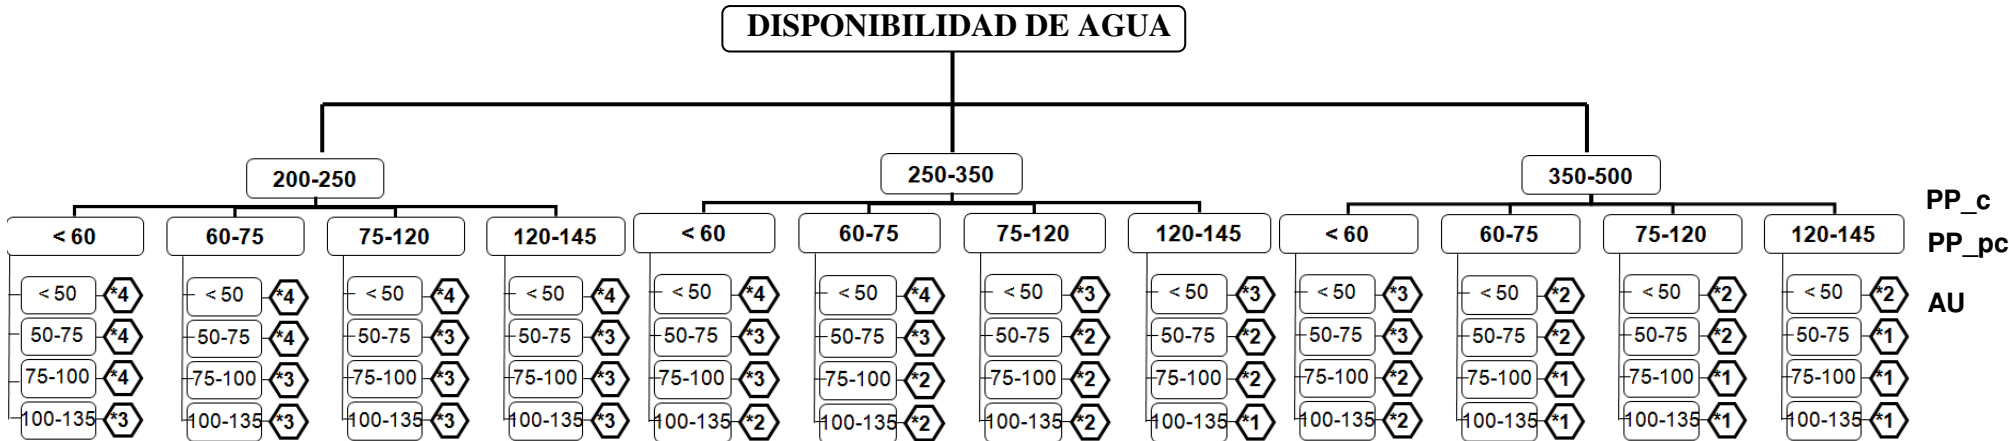 DISPONIBILIDAD DE AGUA
200-250 250-350 350-500 PP_c
< 60 60-75 75-120 120-145 < 60 60-75 75-120 120-145 < 60 60-75 75-120 120-145 PP_pc
< 50 *4 < 50 *4 < 50 *4 < 50 *4 < 50 *4 < 50 *4 < 50 *3 < 50 *3 < 50 *3 < 50 *2 < 50 *2 < 50 *2 AU
50-75 *4 50-75 *4 50-75 *3 50-75 *3 50-75 *3 50-75 *3 50-75 *2 50-75 *2 50-75 *3 50-75 *2 50-75 *2 50-75 *1
75-100 *4 75-100 *3 75-100 *3 75-100 *3 75-100 *3 75-100 *2 75-100 *2 75-100 *2 75-100 *2 75-100 *1 75-100 *1 75-100 *1
100-135 *3 100-135 *3 100-135 *3 100-135 *3 100-135 *2 100-135 *2 100-135 *2 100-135 *1 100-135 *2 100-135 *1 100-135 *1 100-135 *1